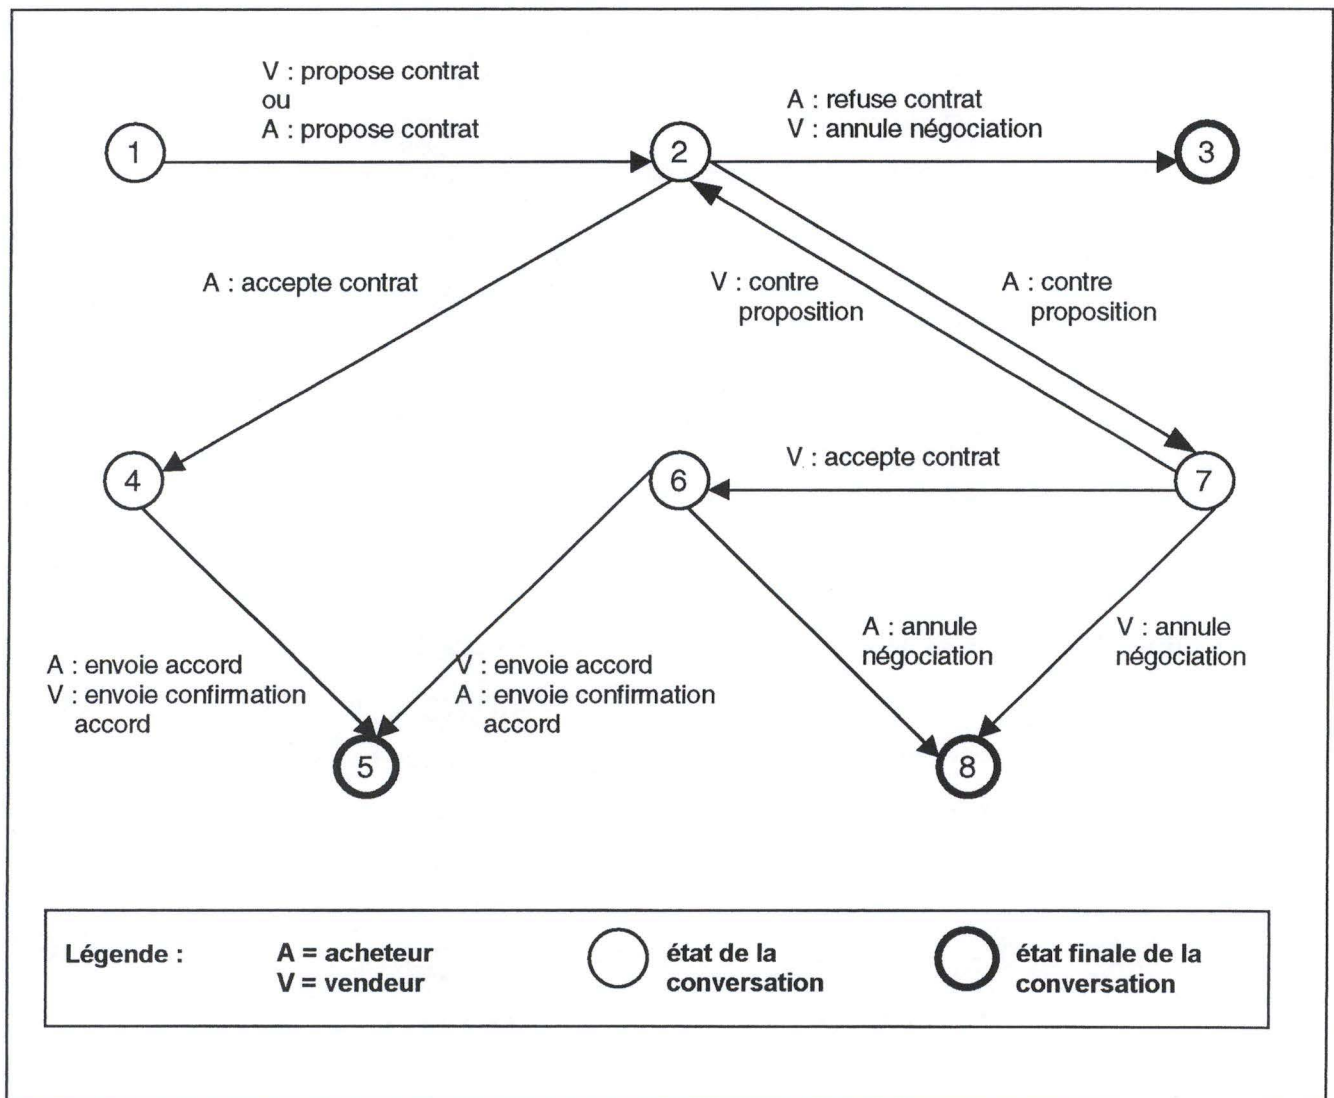 V : propose contrat
ou
A : propose contrat
A : refuse contrat
V : annule négociation
1
2
3
A : accepte contrat
V : contre
proposition
A : contre
proposition
V : accepte contrat
4
6
7
A : annule
négociation
V : annule
négociation
A : envoie accord
V : envoie confirmation
accord
V : envoie accord
A : envoie confirmation
accord
5
8
Légende :
A = acheteur
V = vendeur
état de la
conversation
état finale de la
conversation